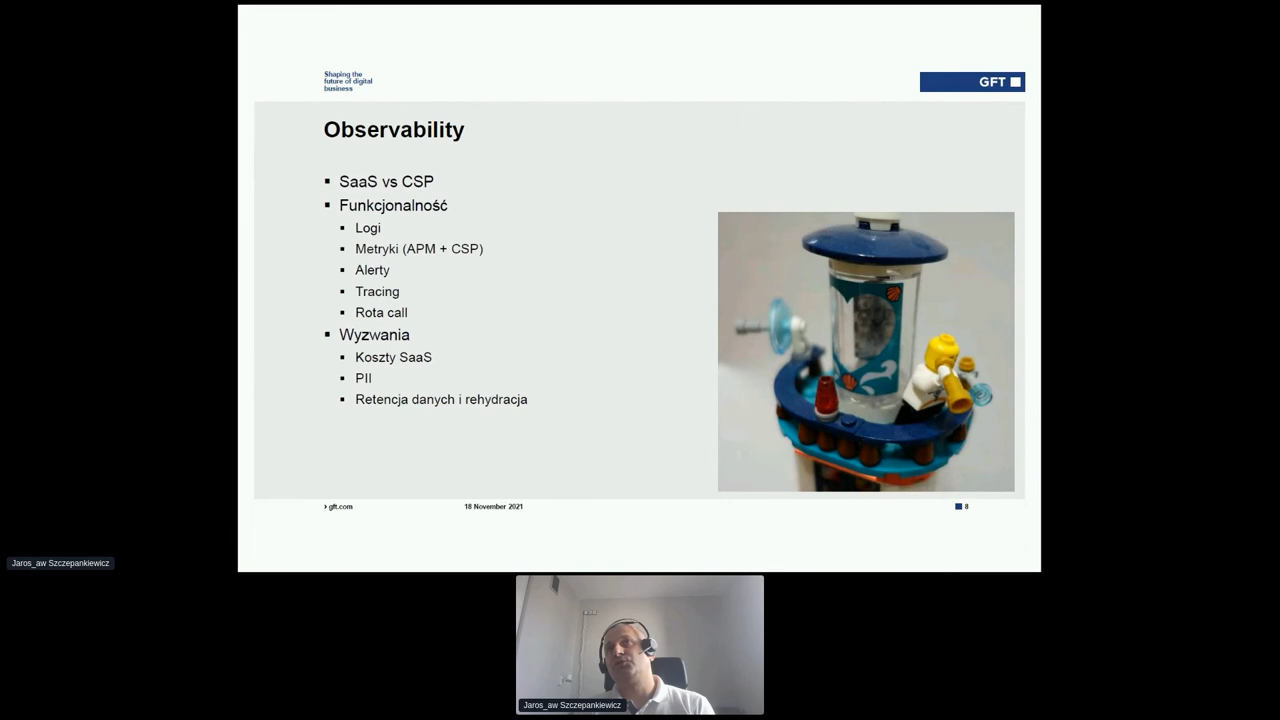 Shaping the
future of digital
business
GFT
Observability
SaaS vs CSP
Funkcjonalność
Logi
Metryki (APM + CSP)
Alerty
Tracing
Rota call
Wyzwania
Koszty SaaS
PII
Retencja danych i rehydracja
› gft.com
18 November 2021
8
Jaros_aw Szczepankiewicz
Jaros_aw Szczepankiewicz